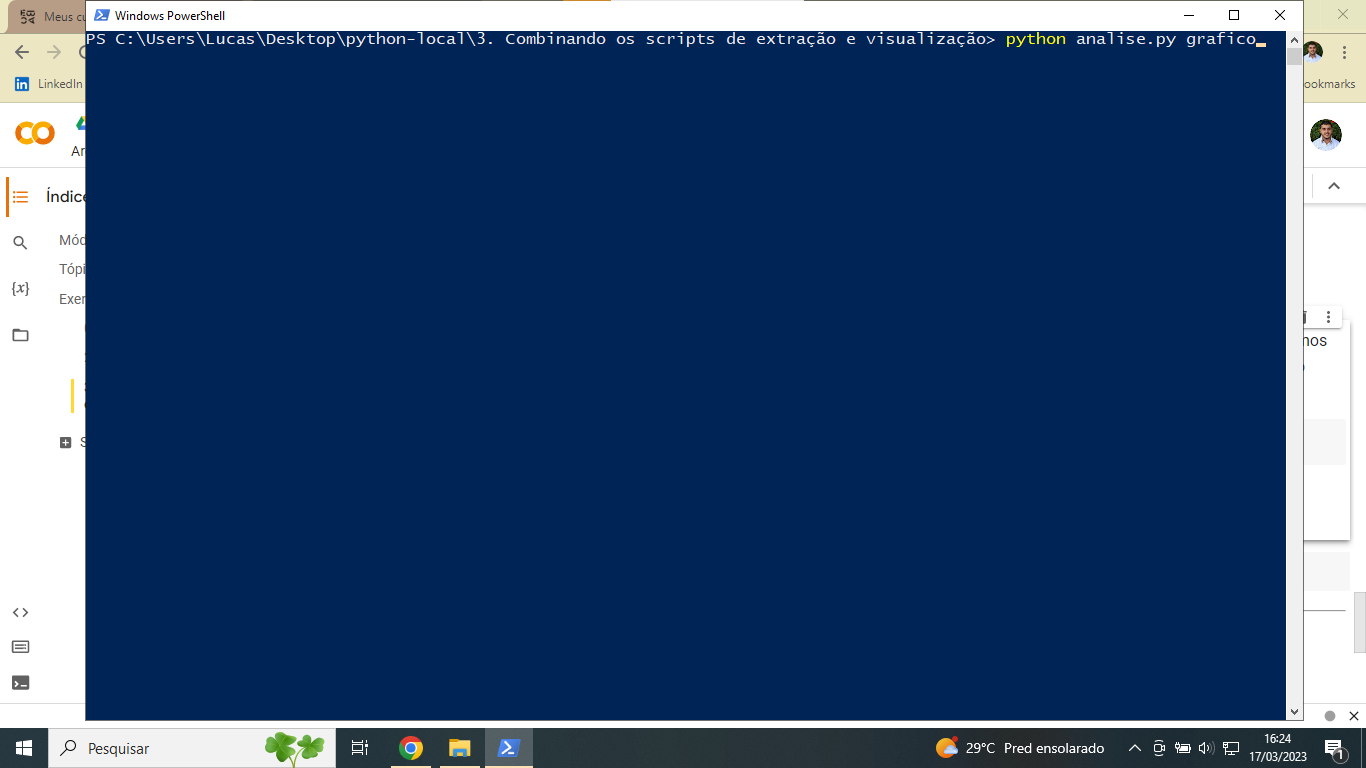 Meus cu
Windows PowerShell
PS C:\Users\Lucas\Desktop\python-local\3. Combinando os scripts de extração e visualização> python analise.py grafico
LinkedIn
ookmarks
Ar
Índice
Mód
Tópi
Exer
{x}
nos
S
Pesquisar
29°C Pred ensolarado
16:24
17/03/2023
1